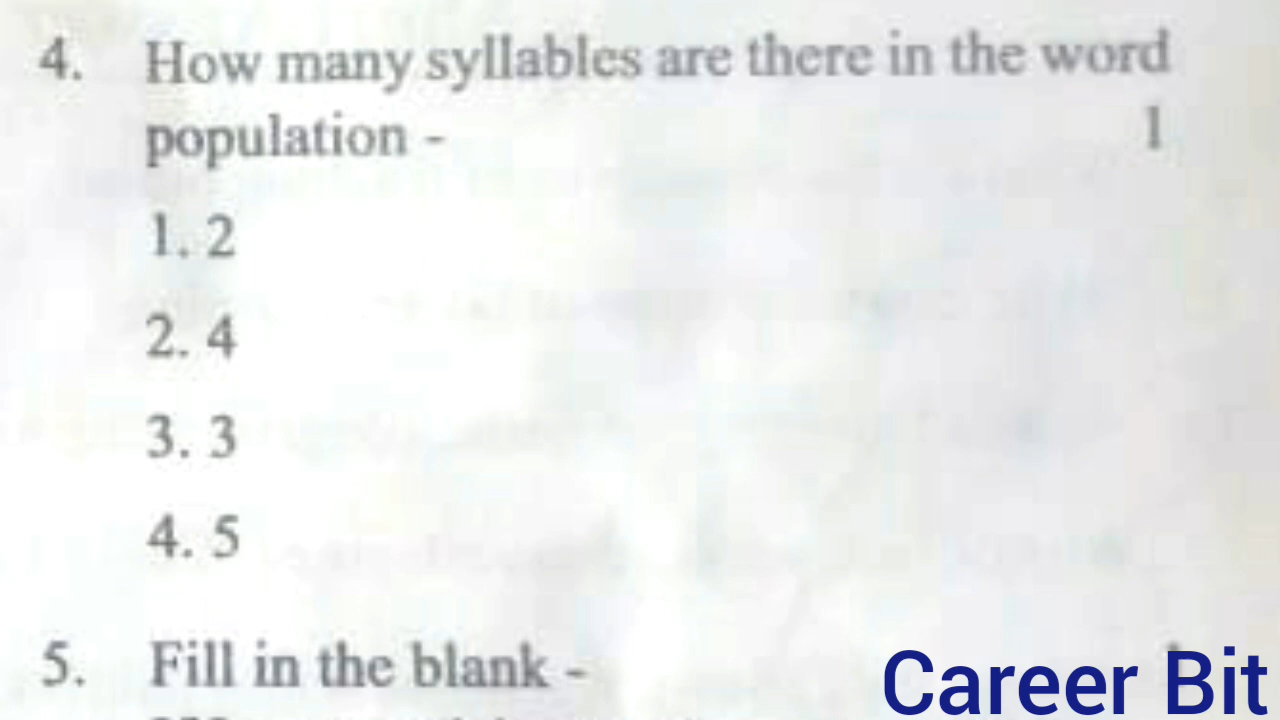 4. How many syllables are there in the word
population - 1
1. 2
2. 4
3. 3
4. 5
5. Fill in the blank -
Career Bit